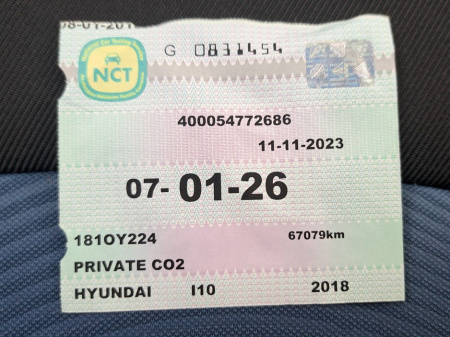 G 0831454
NCT
400054772686
11-11-2023
07-01-26
181OY224 67079km
PRIVATE CO2
HYUNDAI I10 2018